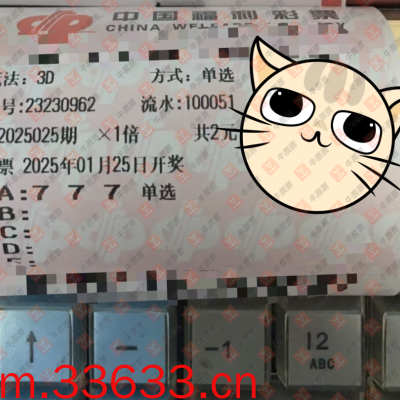 中国福利彩票
CHINA WELF
法: 3D 方式: 单选
号:23230962 流水:100051
2025025期 ×1倍 共2元
票 2025年01月25日开奖
A: 7 7 7 单选
B:
C:
D:
E:
↑ - -1 12
ABC
m.33633.cn